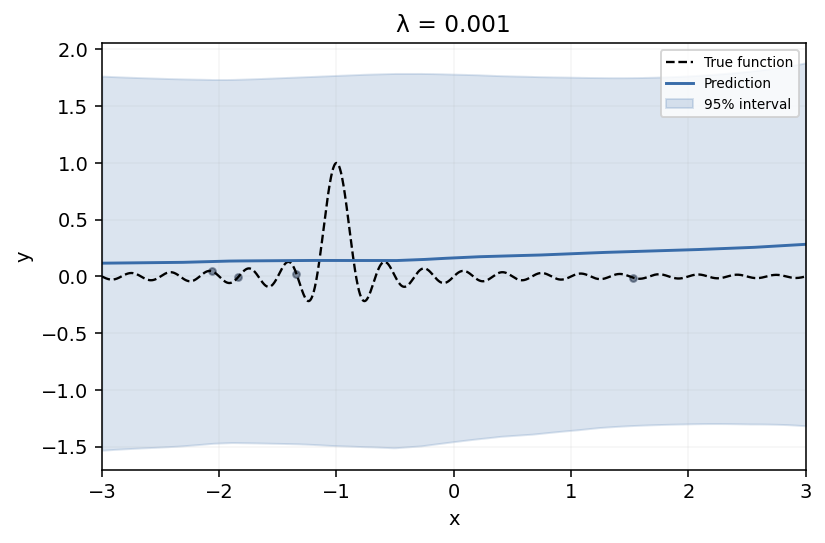 λ = 0.001
True function
Prediction
95% interval
y
2.0
1.5
1.0
0.5
0.0
−0.5
−1.0
−1.5
−3 −2 −1 0 1 2 3
x